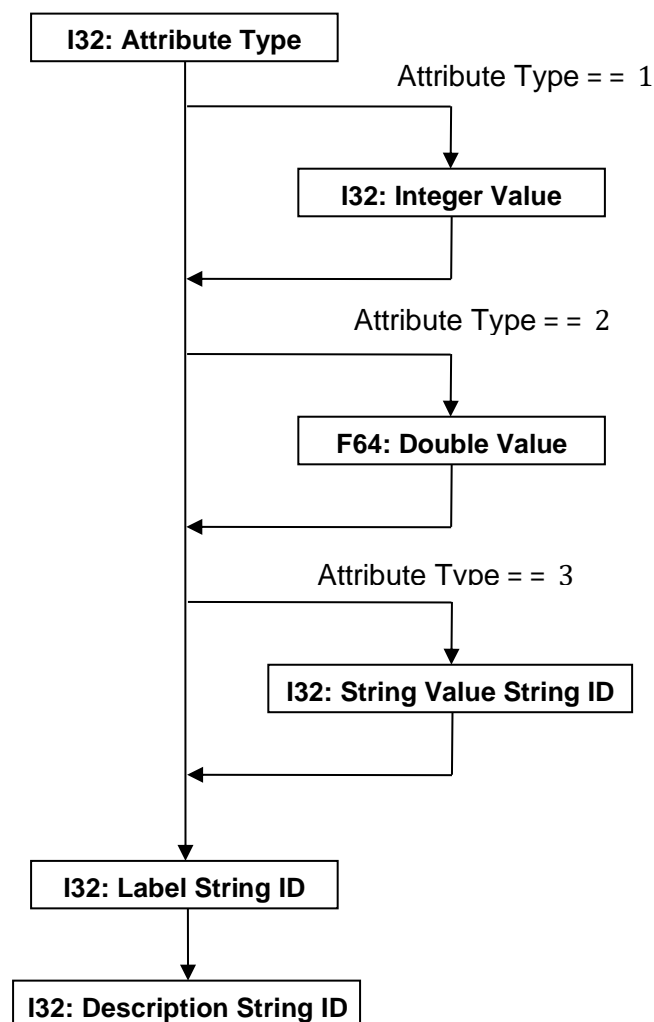 I32: Attribute Type
Attribute Type = = 1
I32: Integer Value
Attribute Type = = 2
F64: Double Value
Attribute Type = = 3
I32: String Value String ID
I32: Label String ID
I32: Description String ID